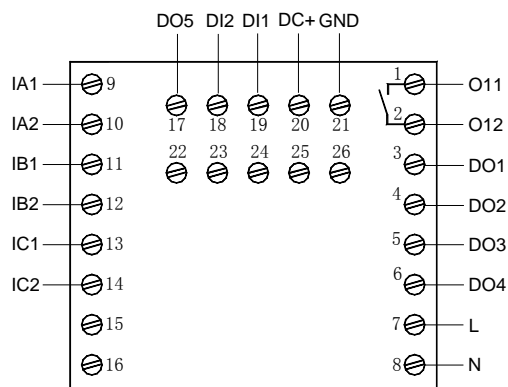 DO5 DI2 DI1 DC+ GND
IA1 9 1 O11
17 18 19 20 21
IA2 10 2 O12
22 23 24 25 26
IB1 11 3 DO1
IB2 12 4 DO2
IC1 13 5 DO3
IC2 14 6 DO4
15 7 L
16 8 N